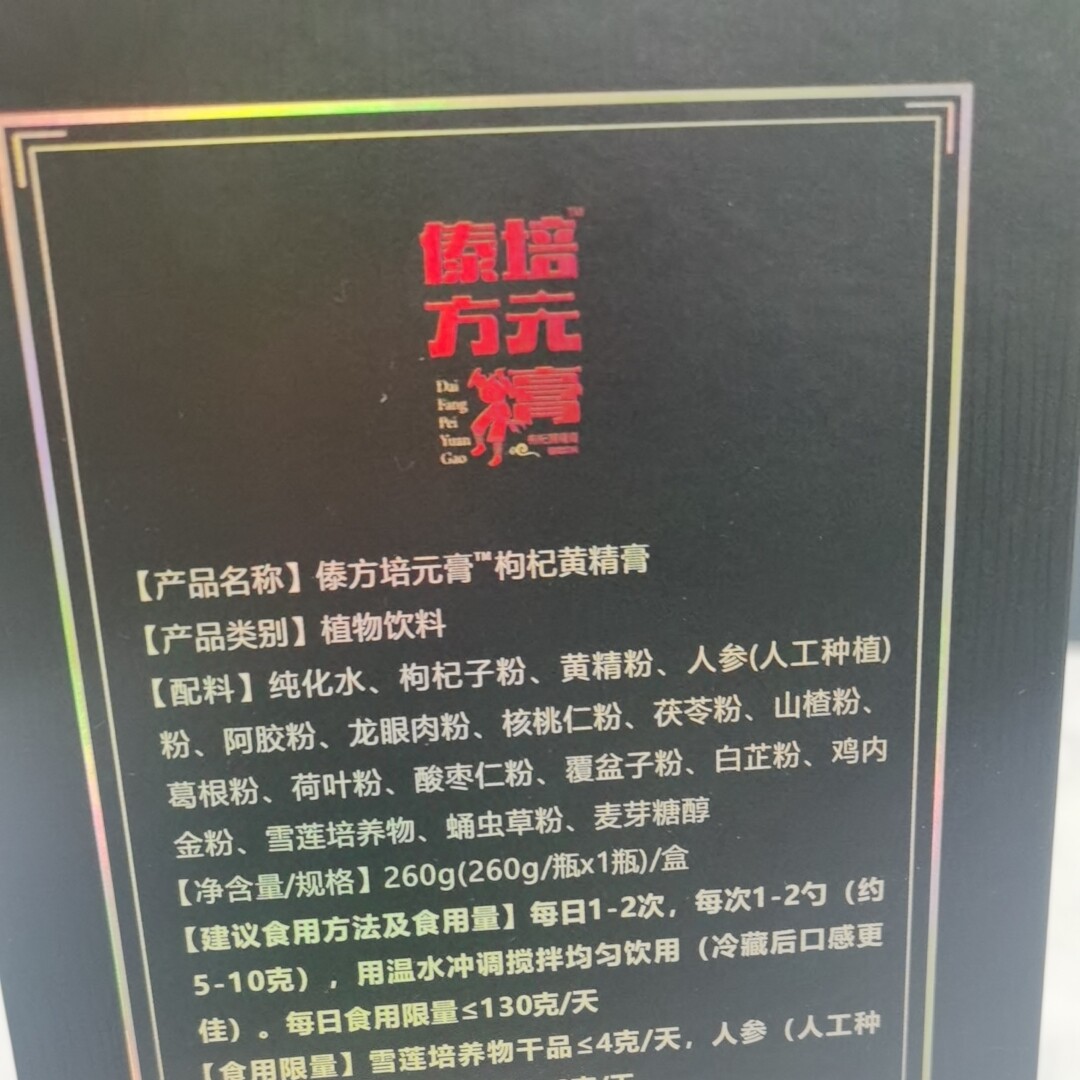 傣培™
方元
膏
Dai
Fang
Pei
Yuan
Gao
【产品名称】傣方培元膏™枸杞黄精膏
【产品类别】植物饮料
【配料】纯化水、枸杞子粉、黄精粉、人参(人工种植)
粉、阿胶粉、龙眼肉粉、核桃仁粉、茯苓粉、山楂粉、
葛根粉、荷叶粉、酸枣仁粉、覆盆子粉、白芷粉、鸡内
金粉、雪莲培养物、蛹虫草粉、麦芽糖醇
【净含量/规格】260g(260g/瓶x1瓶)/盒
【建议食用方法及食用量】每日1-2次，每次1-2勺（约
5-10克），用温水冲调搅拌均匀饮用（冷藏后口感更
佳）。每日食用限量≤130克/天
【食用限量】雪莲培养物干品≤4克/天，人参（人工种